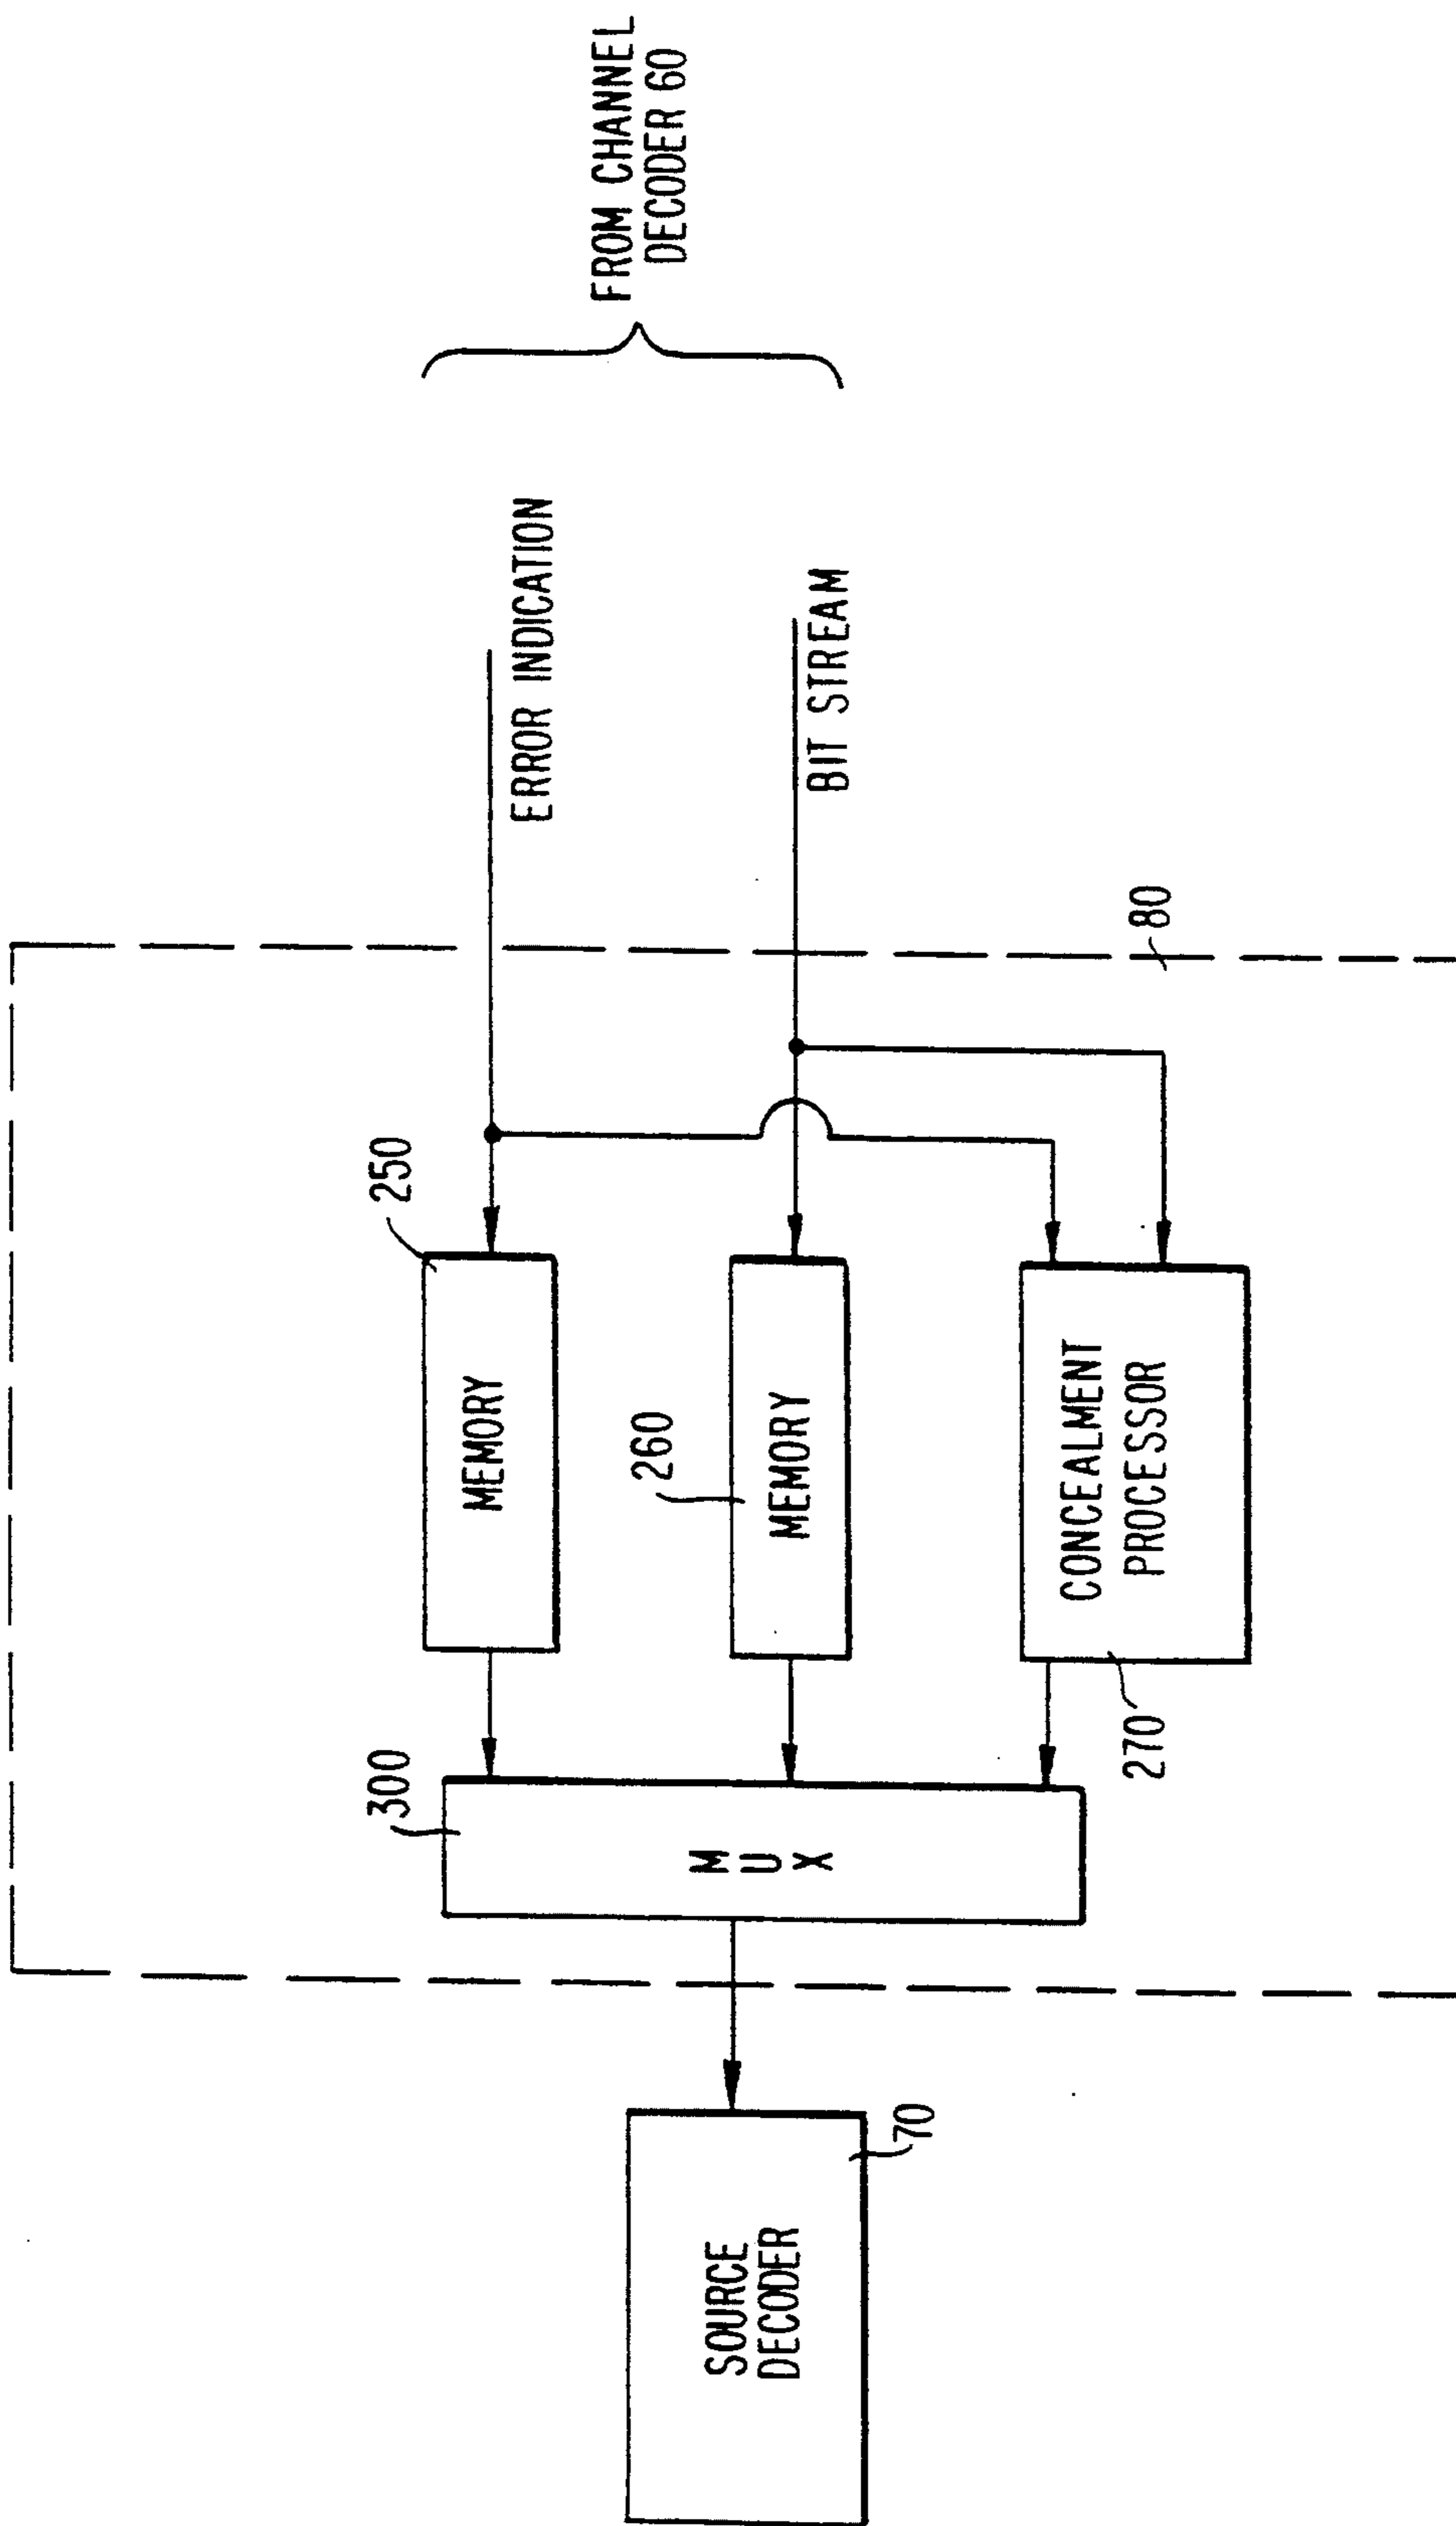 FROM CHANNEL
DECODER 60
ERROR INDICATION
BIT STREAM
80
250
MEMORY
260
MEMORY
CONCEALMENT
PROCESSOR
270
300
MUX
SOURCE
DECODER
70